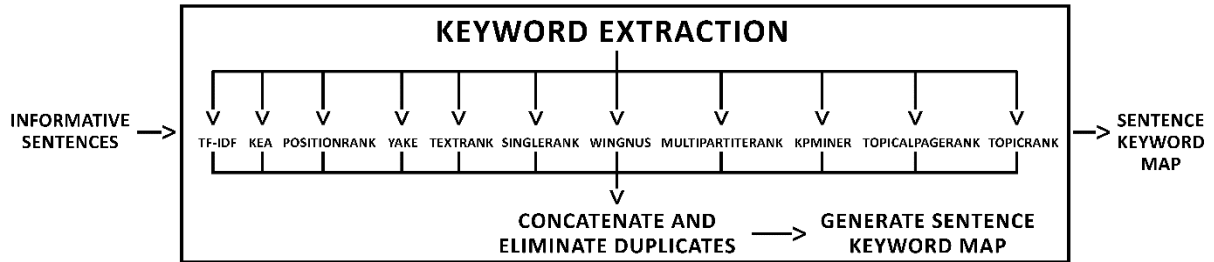 KEYWORD EXTRACTION
INFORMATIVE
SENTENCES
TF-IDF KEA POSITIONRANK YAKE TEXTRANK SINGLERANK WINGNUS MULTIPARTITERANK KPMINER TOPICALPAGERANK TOPICRANK
SENTENCE
KEYWORD
MAP
CONCATENATE AND
ELIMINATE DUPLICATES
GENERATE SENTENCE
KEYWORD MAP